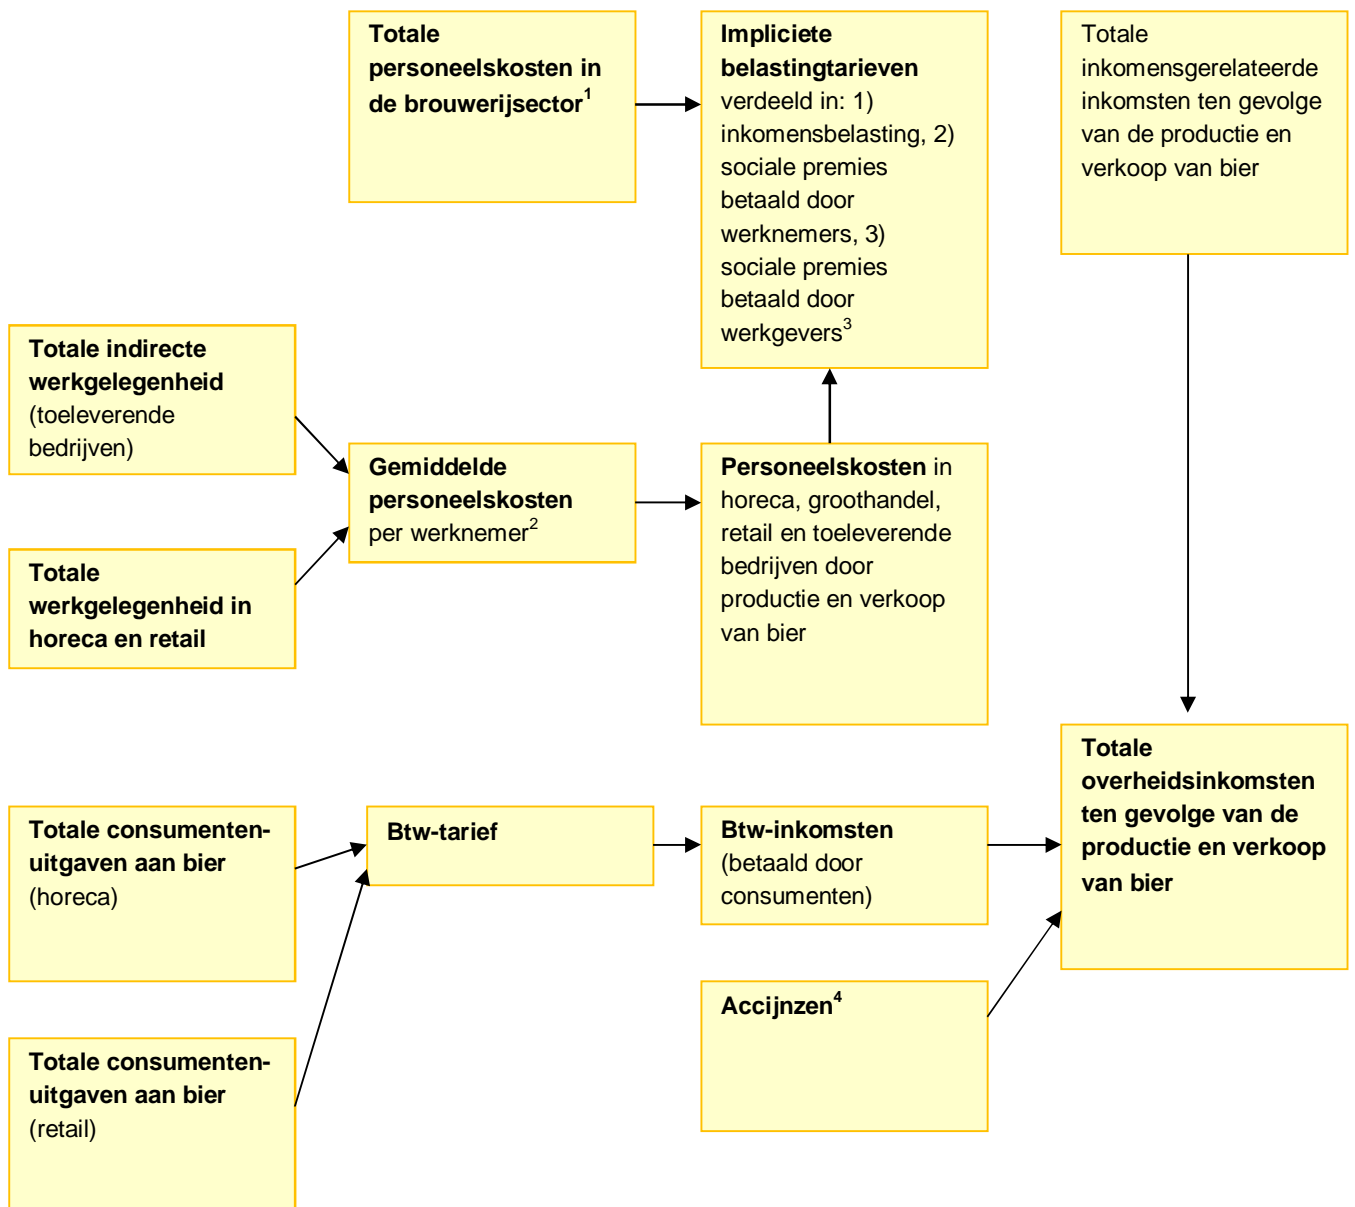 Totale
personeelskosten in
de brouwerijsector¹
Impliciete
belastingtarieven
verdeeld in: 1)
inkomensbelasting, 2)
sociale premies
betaald door
werknemers, 3)
sociale premies
betaald door
werkgevers³
Totale
inkomensgerelateerde
inkomsten ten gevolge
van de productie en
verkoop van bier
Totale indirecte
werkgelegenheid
(toeleverende
bedrijven)
Gemiddelde
personeelskosten
per werknemer²
Personeelskosten in
horeca, groothandel,
retail en toeleverende
bedrijven door
productie en verkoop
van bier
Totale
werkgelegenheid in
horeca en retail
Totale
overheidsinkomsten
ten gevolge van de
productie en verkoop
van bier
Totale consumenten-
uitgaven aan bier
(horeca)
Btw-tarief
Btw-inkomsten
(betaald door
consumenten)
Accijnzen⁴
Totale consumenten-
uitgaven aan bier
(retail)